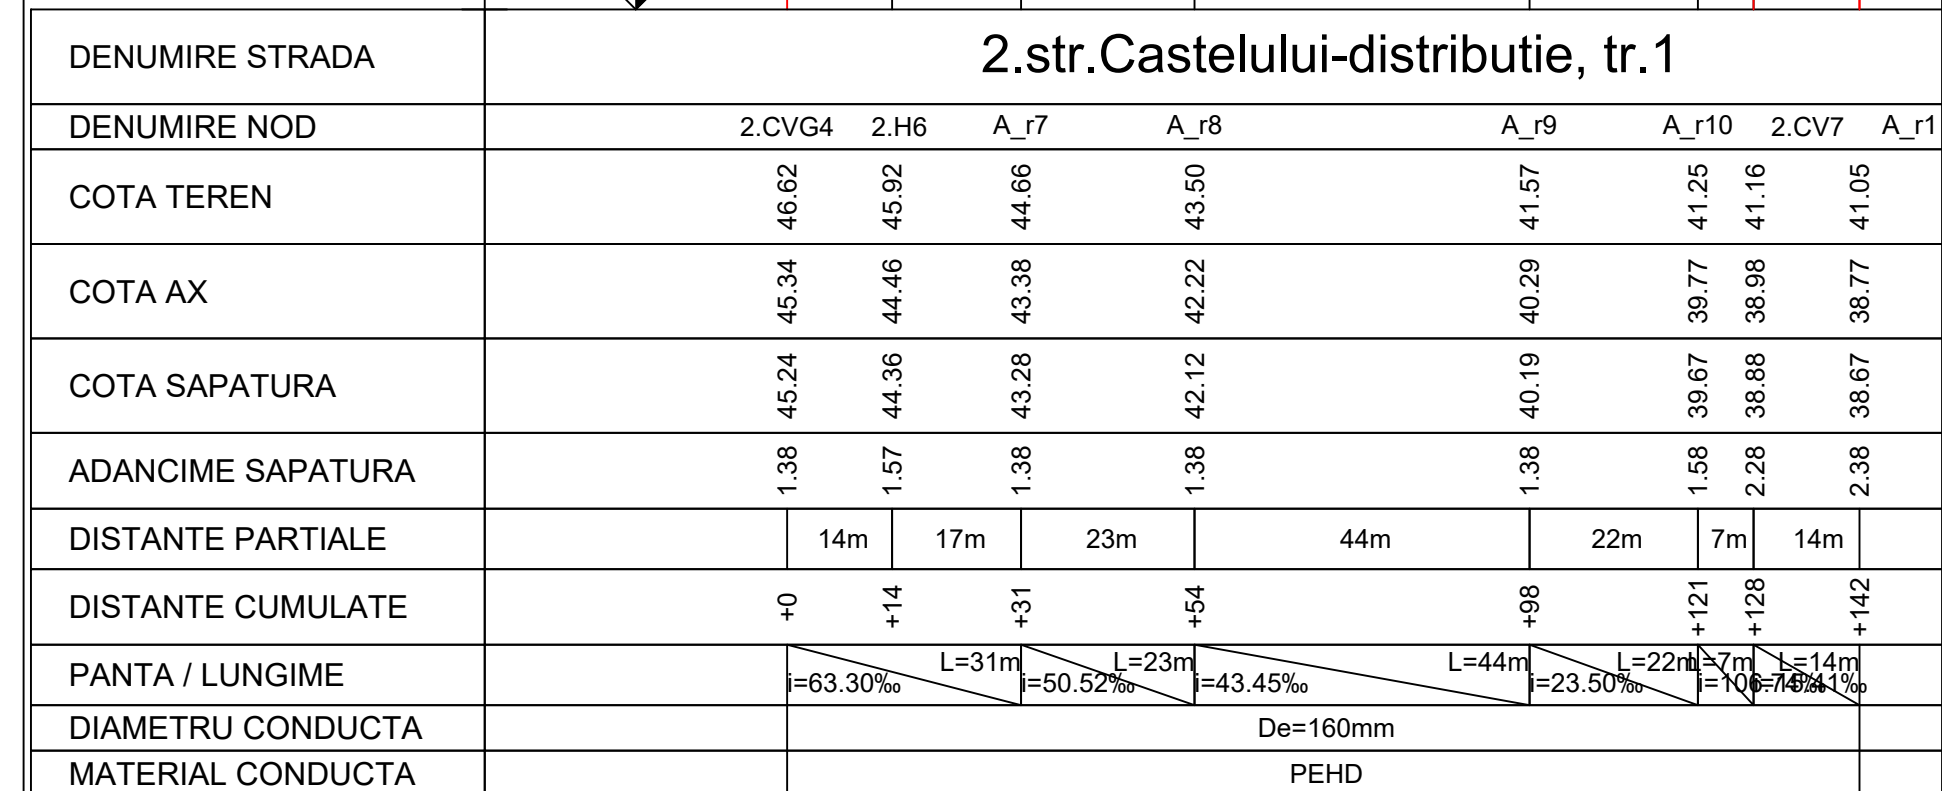 DENUMIRE STRADA 2.str.Castelului-distributie, tr.1
DENUMIRE NOD 2.CVG4 2.H6 A_r7 A_r8 A_r9 A_r10 2.CV7 A_r1
COTA TEREN 46.62 45.92 44.66 43.50 41.57 41.25 41.16 41.05
COTA AX 45.34 44.46 43.38 42.22 40.29 39.77 38.98 38.77
COTA SAPATURA 45.24 44.36 43.28 42.12 40.19 39.67 38.88 38.67
ADANCIME SAPATURA 1.38 1.57 1.38 1.38 1.38 1.58 2.28 2.38
DISTANTE PARTIALE 14m 17m 23m 44m 22m 7m 14m
DISTANTE CUMULATE +0 +14 +31 +54 +98 +121 +128 +142
PANTA / LUNGIME L=31m L=23m L=44m L=22m L=7m L=14m
i=63.30‰ i=50.52‰ i=43.45‰ i=23.50‰
DIAMETRU CONDUCTA De=160mm
MATERIAL CONDUCTA PEHD